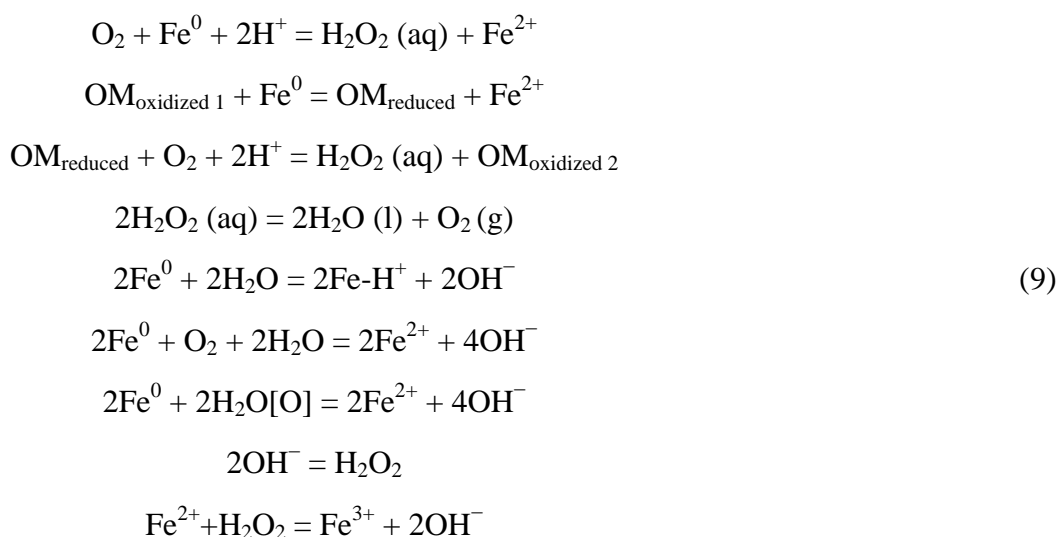 O₂ + Fe⁰ + 2H⁺ = H₂O₂ (aq) + Fe²⁺
OM_oxidized 1 + Fe⁰ = OM_reduced + Fe²⁺
OM_reduced + O₂ + 2H⁺ = H₂O₂ (aq) + OM_oxidized 2
2H₂O₂ (aq) = 2H₂O (l) + O₂ (g)
2Fe⁰ + 2H₂O = 2Fe-H⁺ + 2OH⁻ (9)
2Fe⁰ + O₂ + 2H₂O = 2Fe²⁺ + 4OH⁻
2Fe⁰ + 2H₂O[O] = 2Fe²⁺ + 4OH⁻
2OH⁻ = H₂O₂
Fe²⁺+H₂O₂ = Fe³⁺ + 2OH⁻